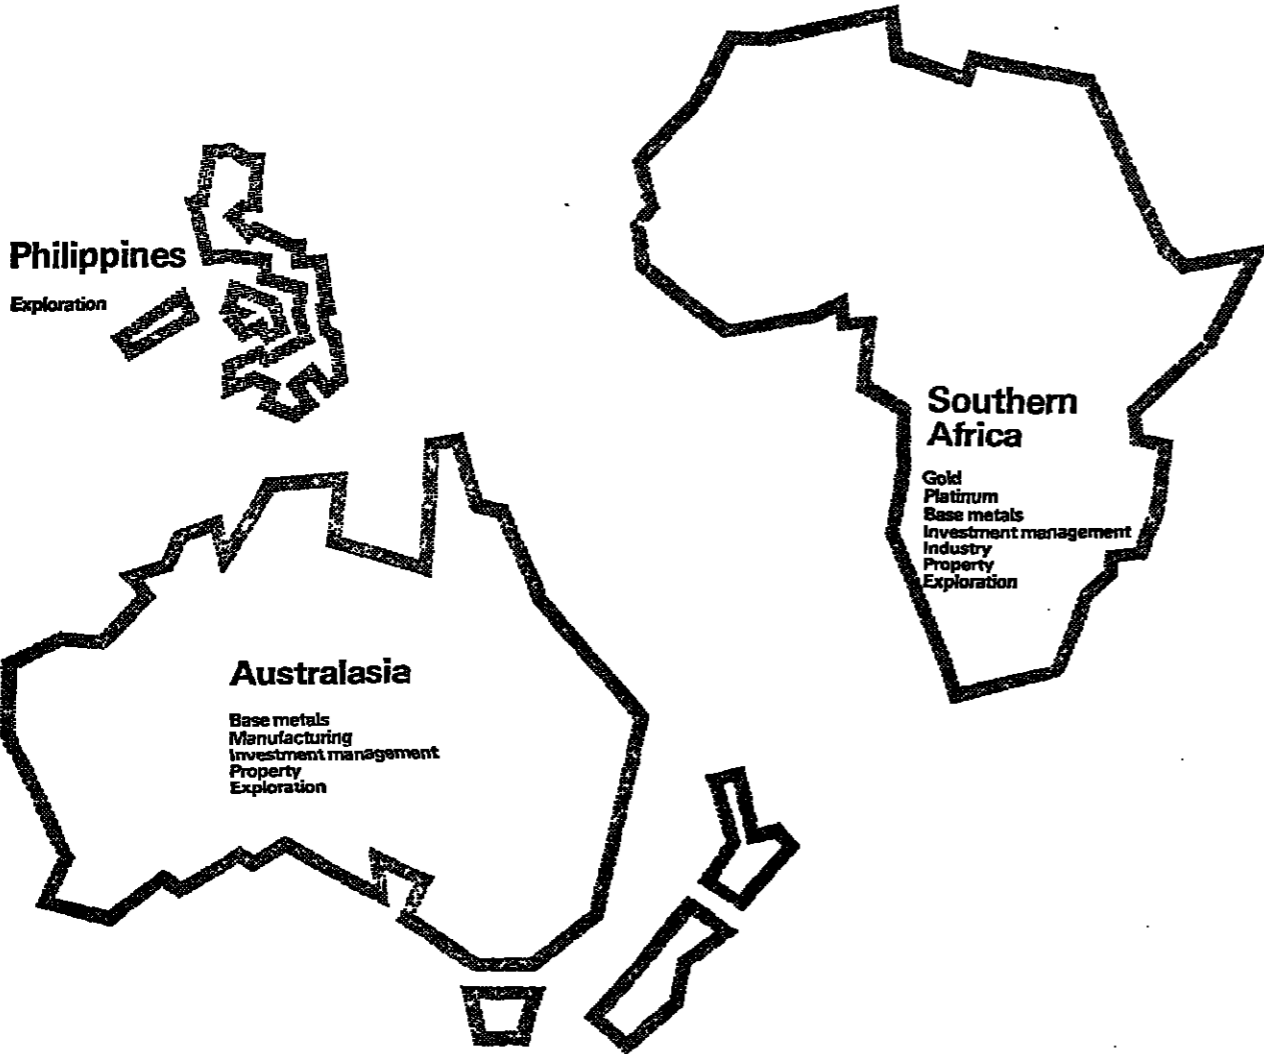 Philippines
Exploration
Southern
Africa
Gold
Platinum
Base metals
Investment management
Industry
Property
Exploration
Australasia
Base metals
Manufacturing
Investment management
Property
Exploration